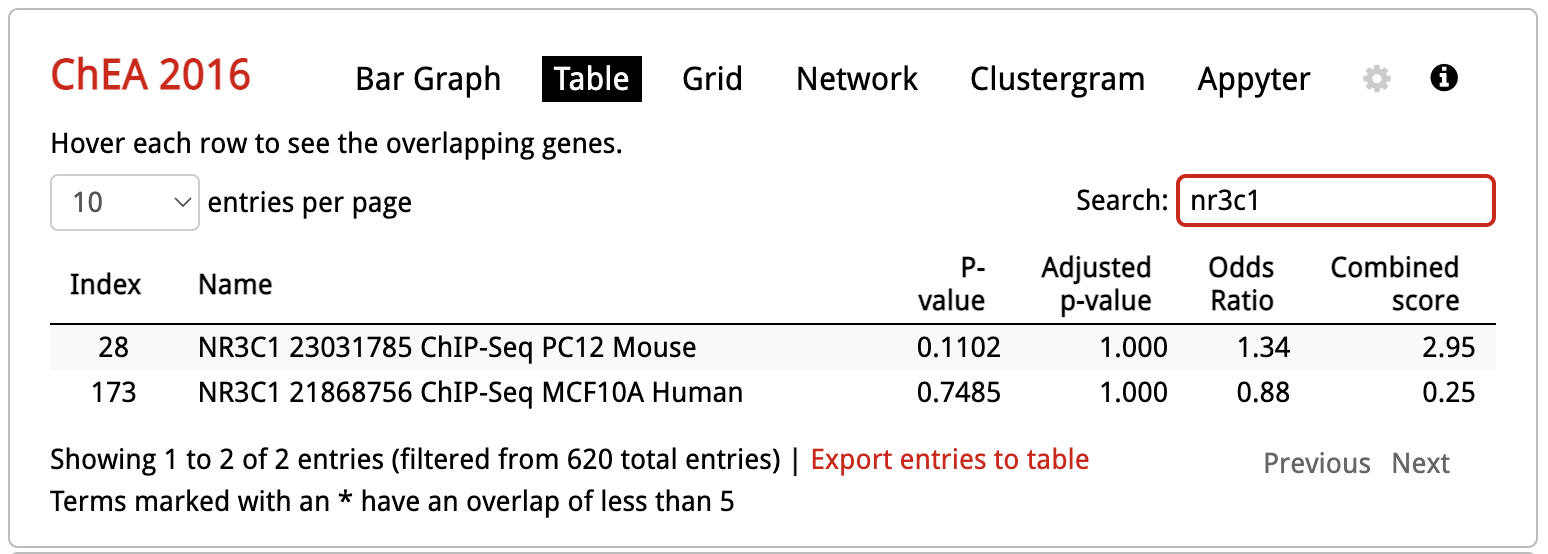 ChEA 2016 Bar Graph Table Grid Network Clustergram Appyter
Hover each row to see the overlapping genes.
10 entries per page Search: nr3c1
Index Name P-value Adjusted p-value Odds Ratio Combined score
28 NR3C1 23031785 ChIP-Seq PC12 Mouse 0.1102 1.000 1.34 2.95
173 NR3C1 21868756 ChIP-Seq MCF10A Human 0.7485 1.000 0.88 0.25
Showing 1 to 2 of 2 entries (filtered from 620 total entries) | Export entries to table Previous Next
Terms marked with an * have an overlap of less than 5